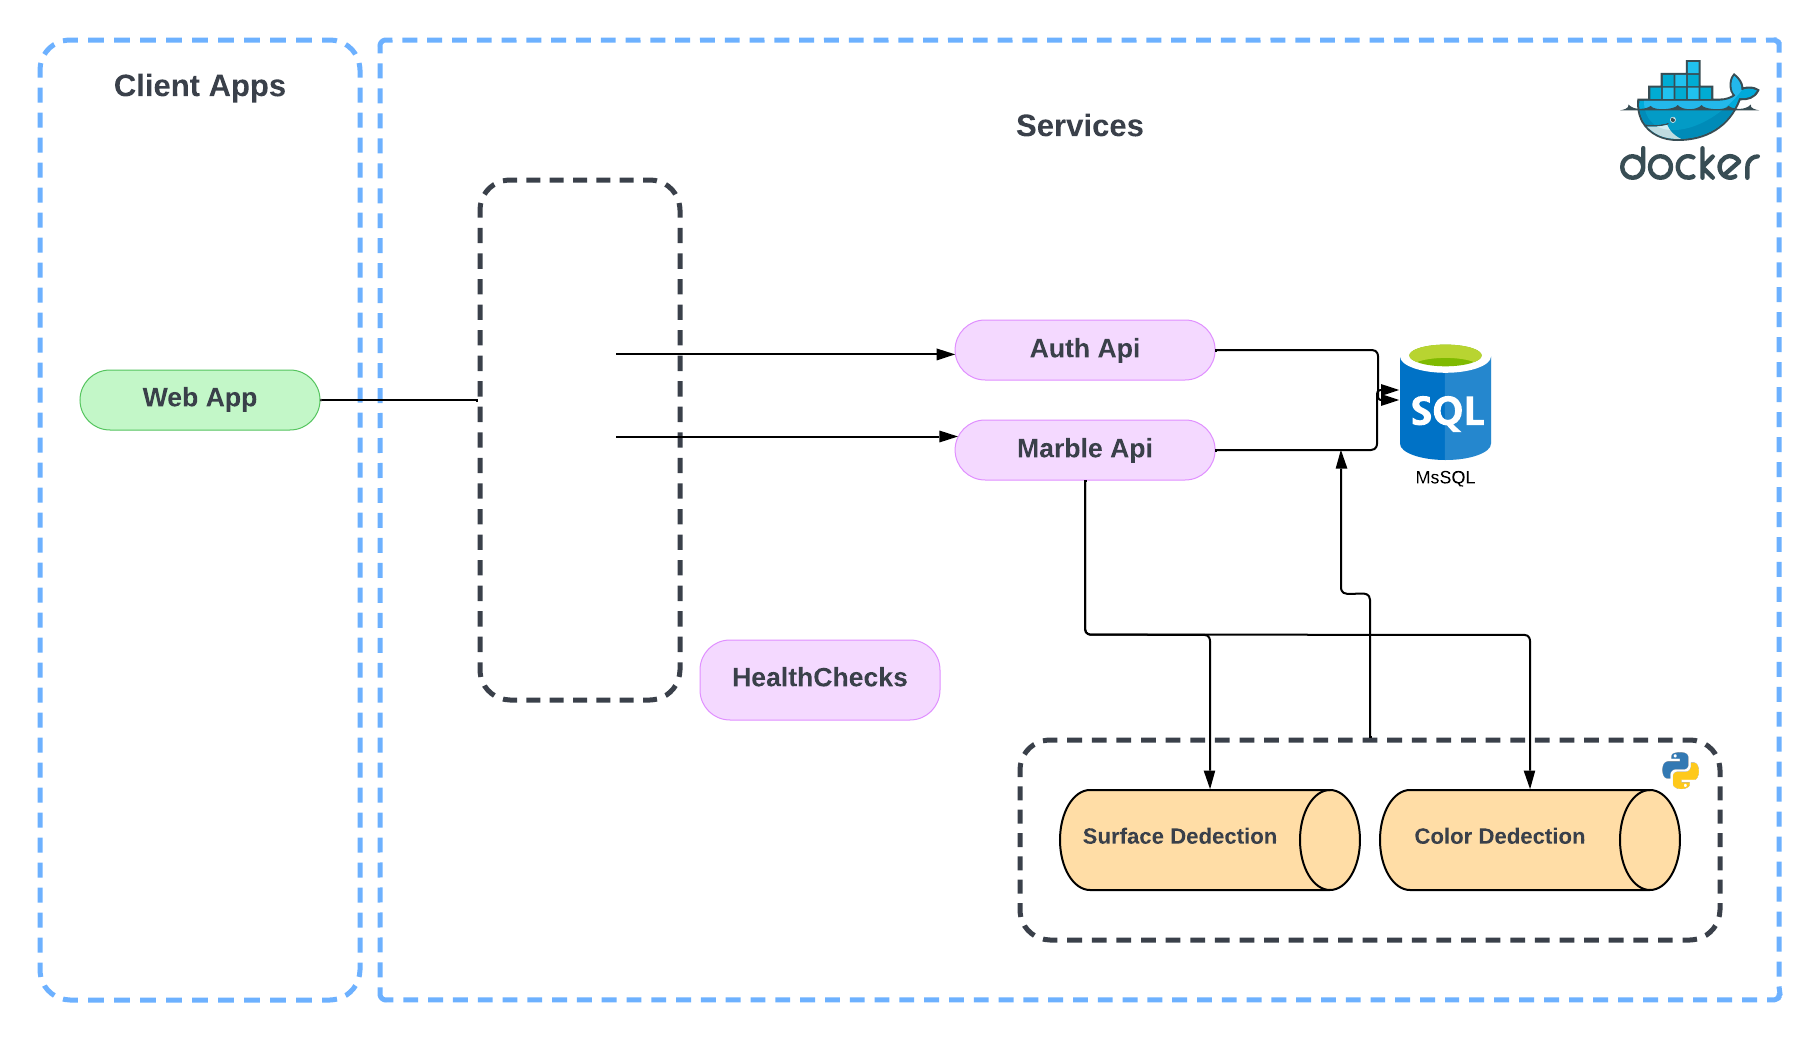 Client Apps
Services
docker
Web App
Auth Api
Marble Api
SQL
MsSQL
HealthChecks
Surface Dedection
Color Dedection